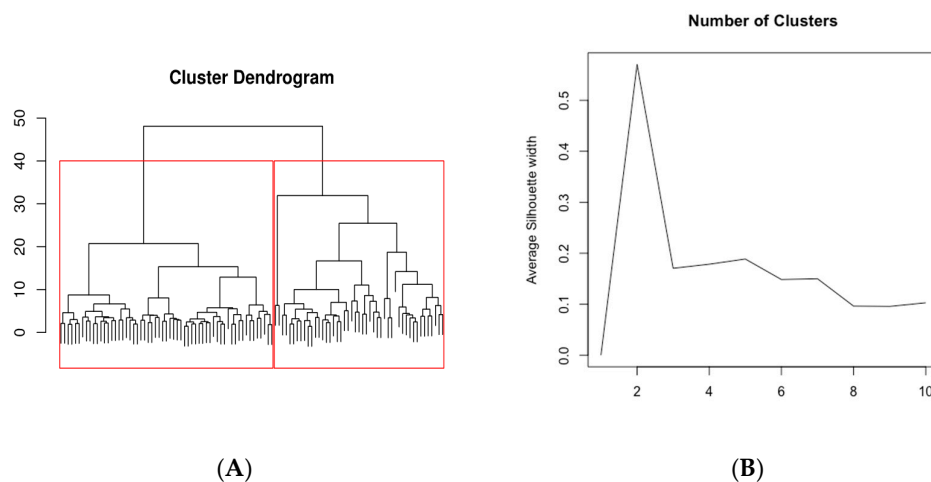 Cluster Dendrogram
50
40
30
20
10
0
(A)
Number of Clusters
Average Silhouette width
0.5
0.4
0.3
0.2
0.1
0.0
2 4 6 8 10
(B)